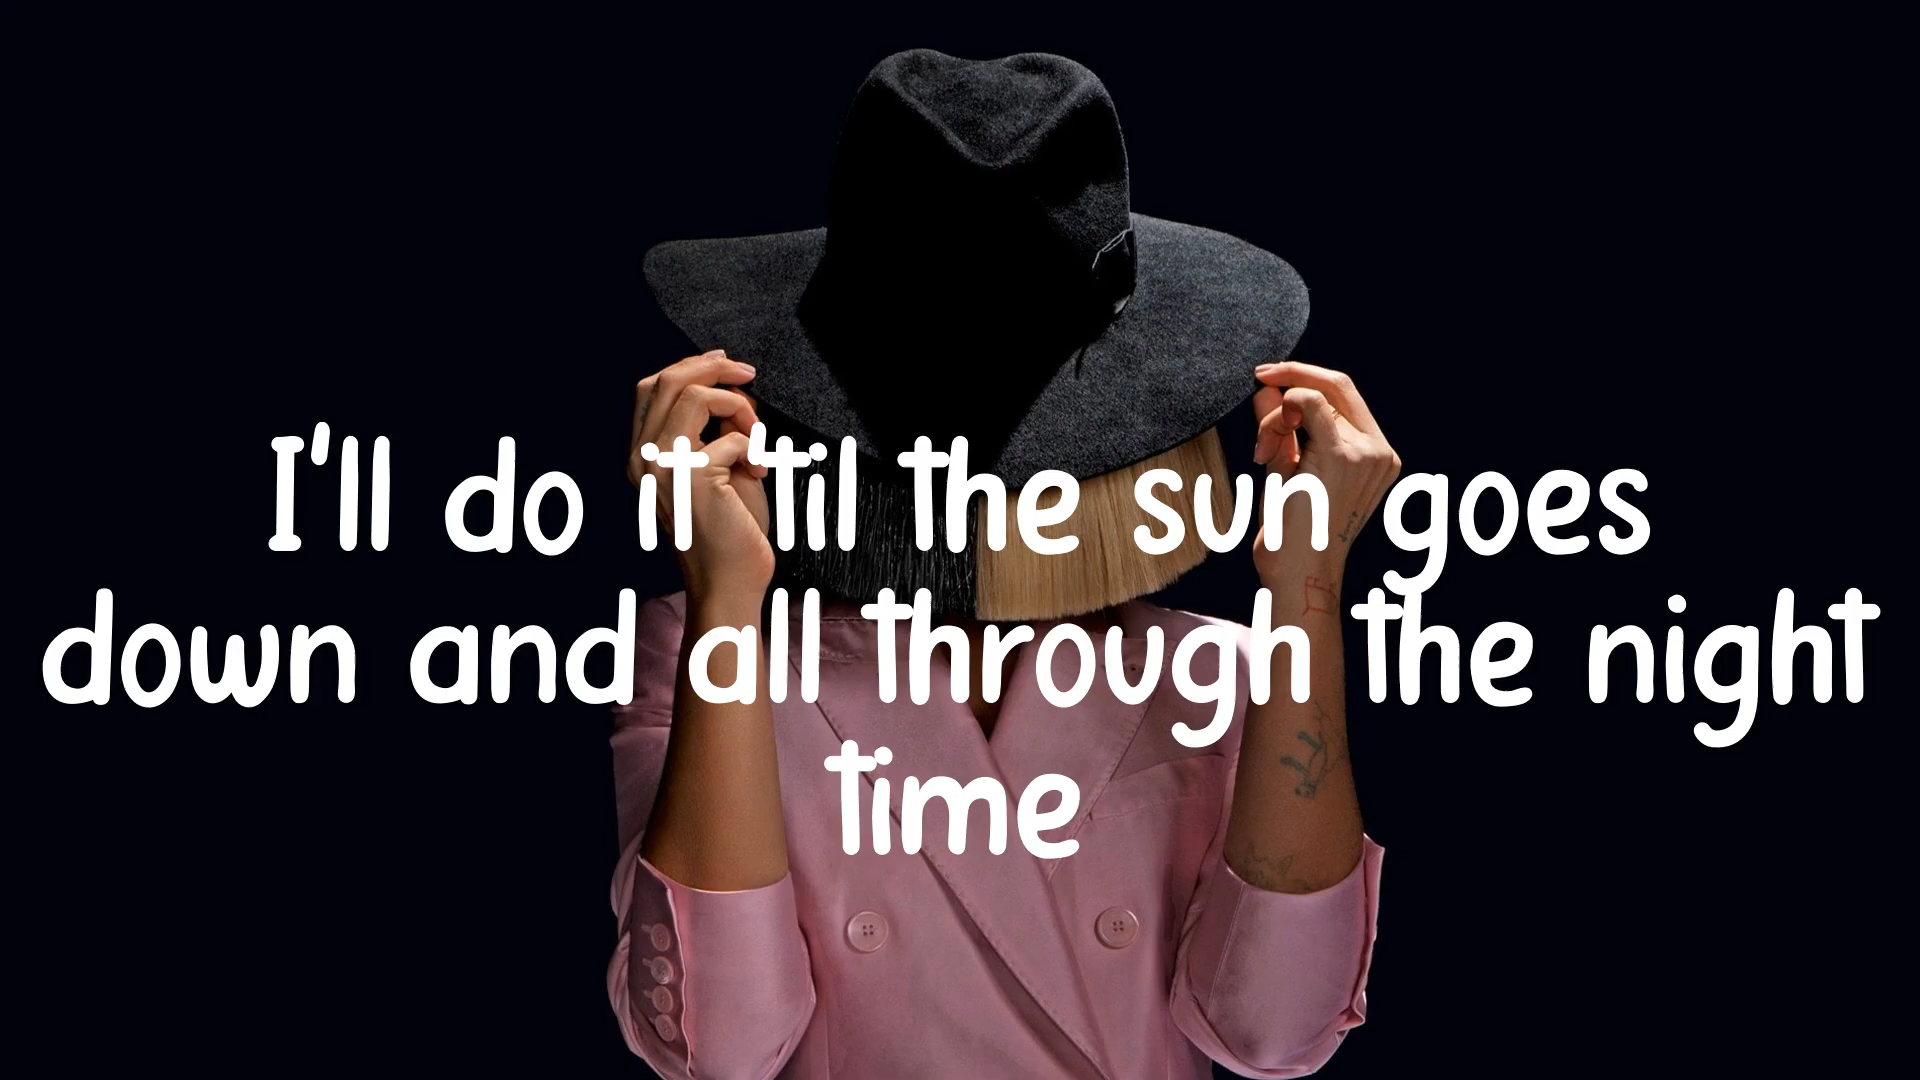 I'll do it 'til the sun goes
down and all through the night
time